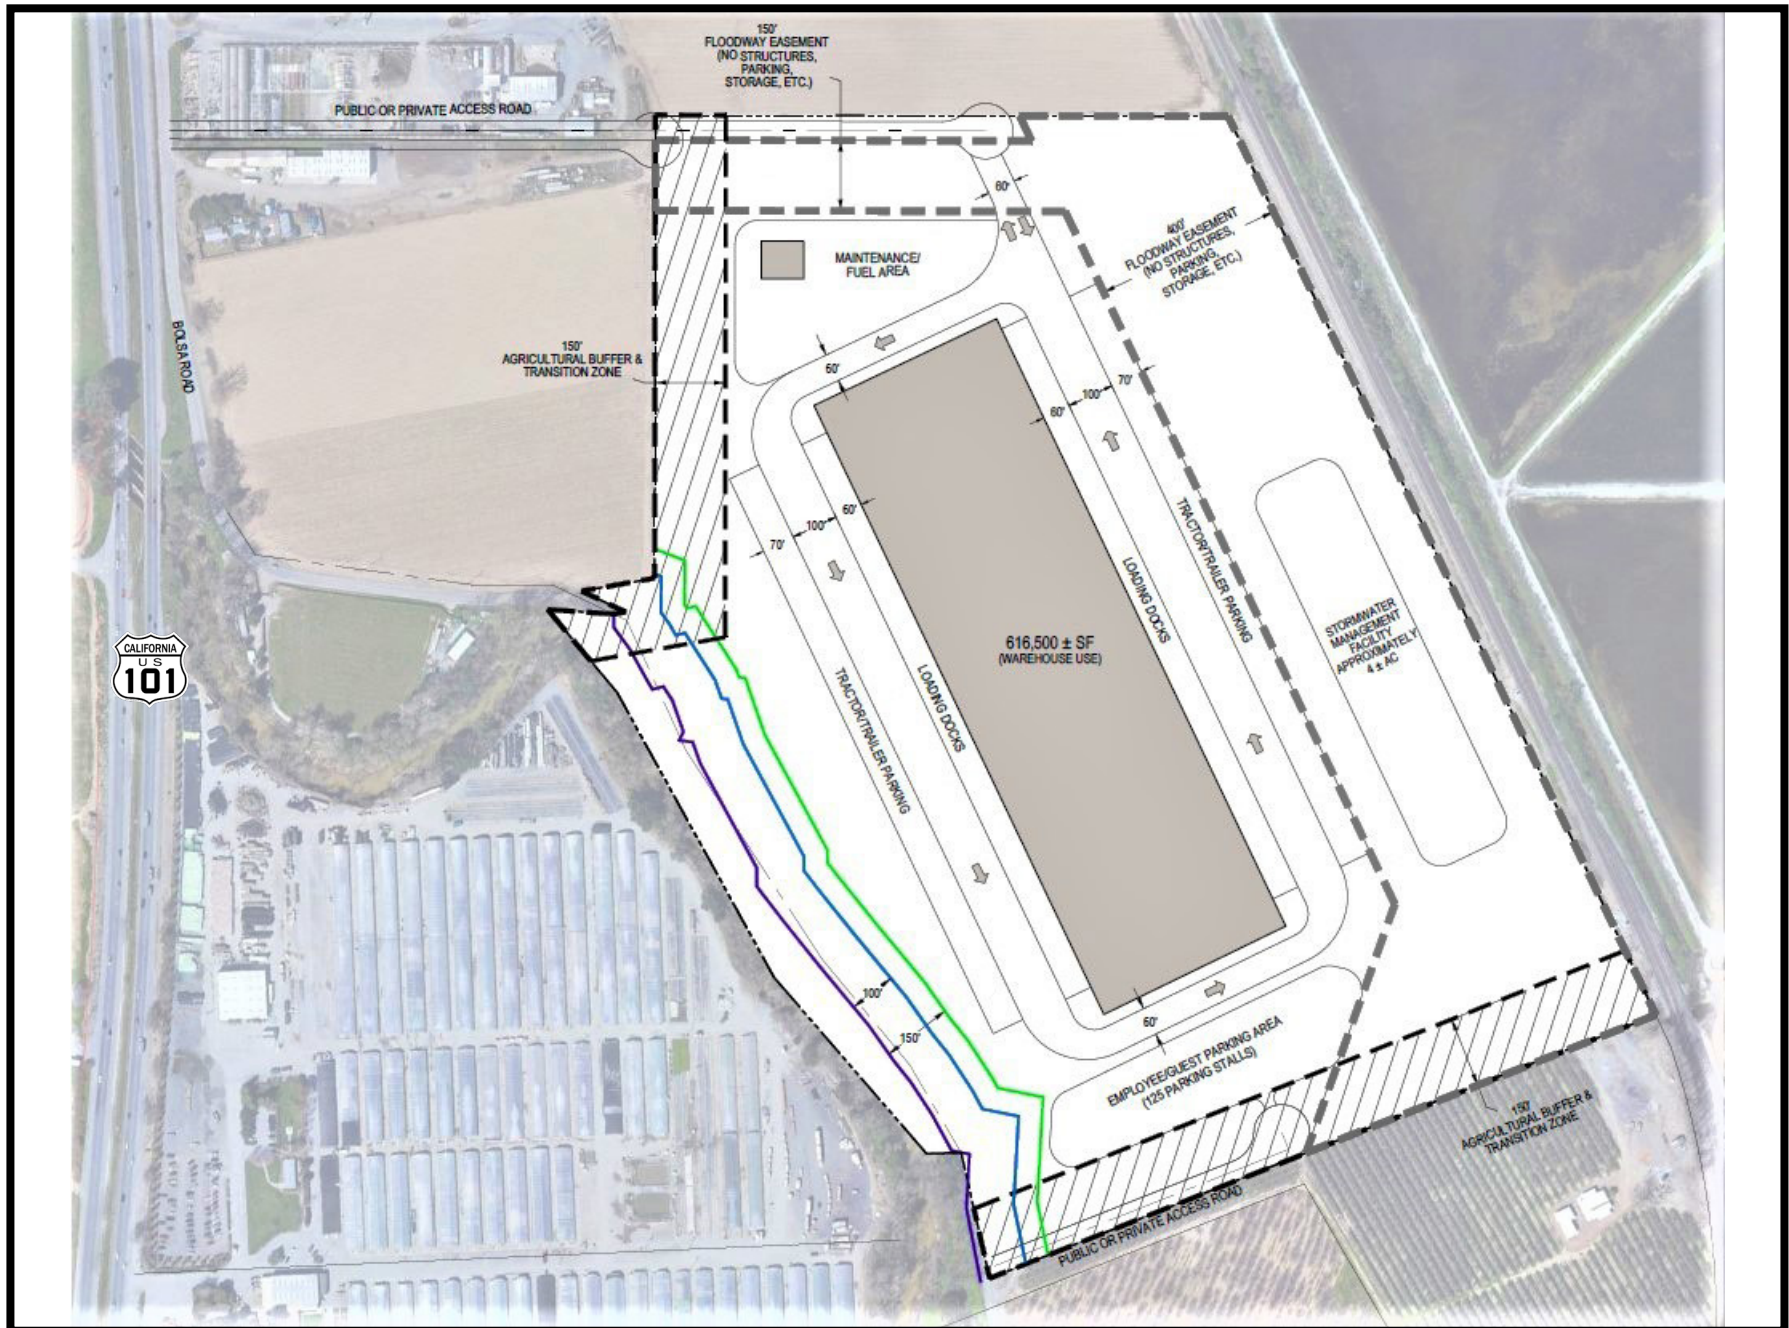 150'
FLOODWAY EASEMENT
(NO STRUCTURES,
PARKING,
STORAGE, ETC.)
PUBLIC OR PRIVATE ACCESS ROAD
60'
400'
FLOODWAY EASEMENT
(NO STRUCTURES,
PARKING,
STORAGE, ETC.)
MAINTENANCE/
FUEL AREA
BOLSA ROAD
150'
AGRICULTURAL BUFFER &
TRANSITION ZONE
60'
60'
100'
70'
70'
100'
60'
TRACTOR/TRAILER PARKING
LOADING DOCKS
616,500 ± SF
(WAREHOUSE USE)
STORMWATER
MANAGEMENT
FACILITY
APPROXIMATELY
4 ± AC
CALIFORNIA
US
101
LOADING DOCKS
TRACTOR/TRAILER PARKING
100'
150'
60'
EMPLOYEE/GUEST PARKING AREA
(125 PARKING STALLS)
150'
AGRICULTURAL BUFFER &
TRANSITION ZONE
PUBLIC OR PRIVATE ACCESS ROAD